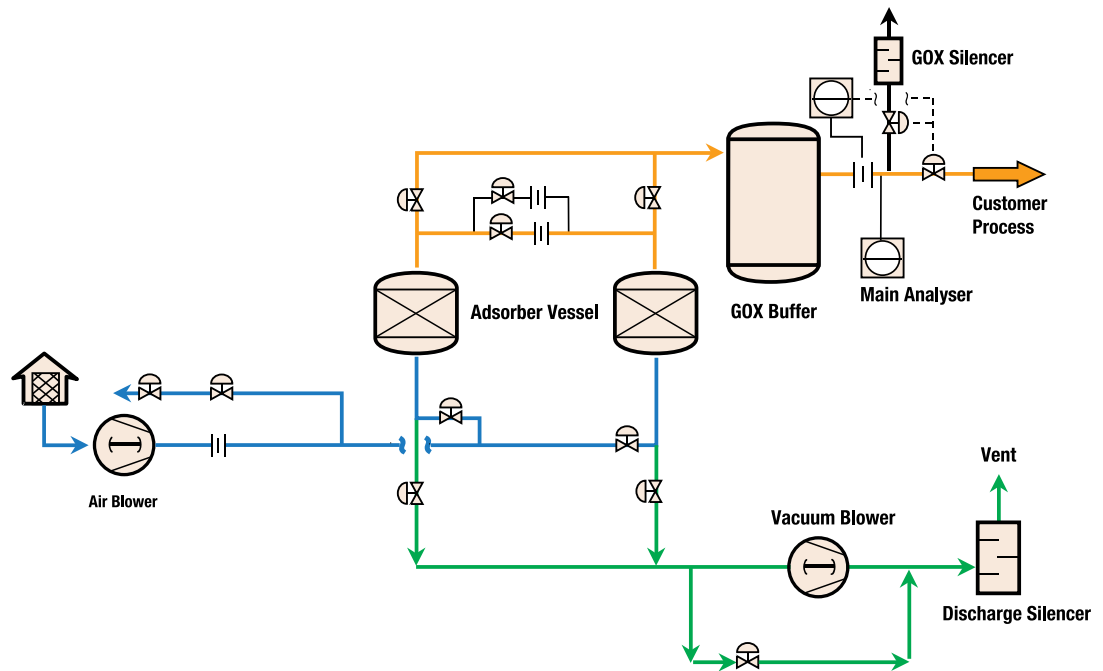 GOX Silencer
Customer
Process
Main Analyser
Adsorber Vessel
GOX Buffer
Air Blower
Vacuum Blower
Vent
Discharge Silencer